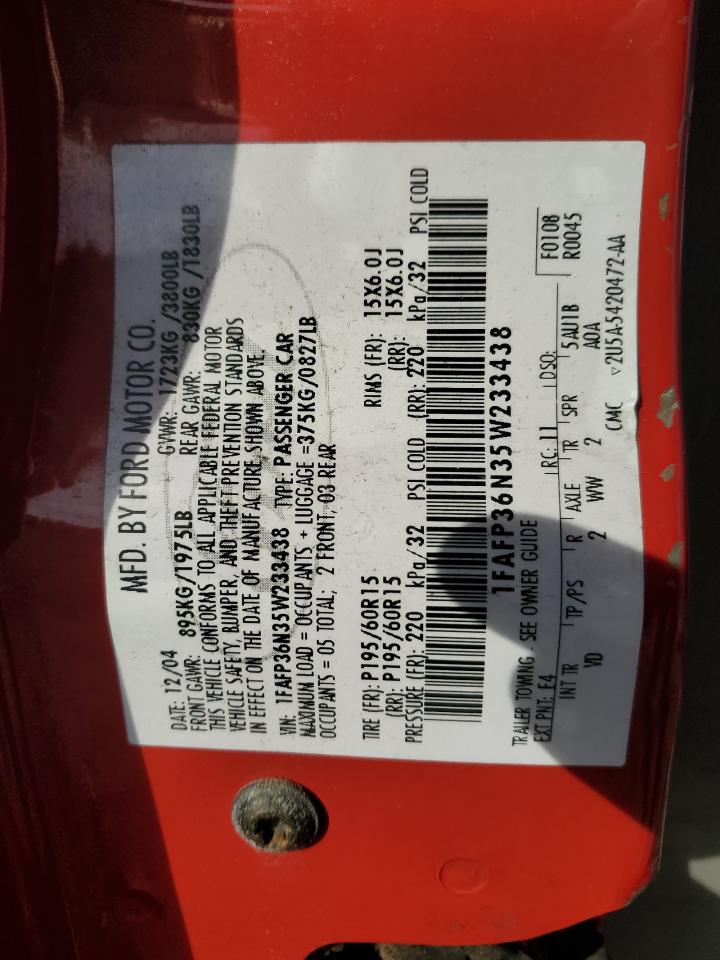 MFD. BY FORD MOTOR CO.
DATE: 12/04 GVWR: 1723KG /3800LB
FRONT GAWR: 895KG/1975LB REAR GAWR: 830KG /1830LB
THIS VEHICLE CONFORMS TO ALL APPLICABLE FEDERAL MOTOR
VEHICLE SAFETY, BUMPER, AND THEFT PREVENTION STANDARDS
IN EFFECT ON THE DATE OF MANUFACTURE SHOWN ABOVE.
VIN: 1FAFP36N35W233438 TYPE: PASSENGER CAR
MAXIMUM LOAD = OCCUPANTS + LUGGAGE =375KG/0827LB
OCCUPANTS = 05 TOTAL; 2 FRONT, 03 REAR
TIRE (FR): P195/60R15 RIMS (FR): 15X6.0J
(RR): P195/60R15 (RR): 15X6.0J
PRESSURE (FR): 220 kPa/32 PSI COLD (RR): 220 kPa/32 PSI COLD
1FAFP36N35W233438
TRAILER TOWING - SEE OWNER GUIDE
EXT PNT: E4 RC: 11 DSO: F0108
R0045
INT TR TP/PS R AXLE TR SPR 5AU1B
VD 2 WW 2 A0A
CMC ▽2U5A-5420472-AA